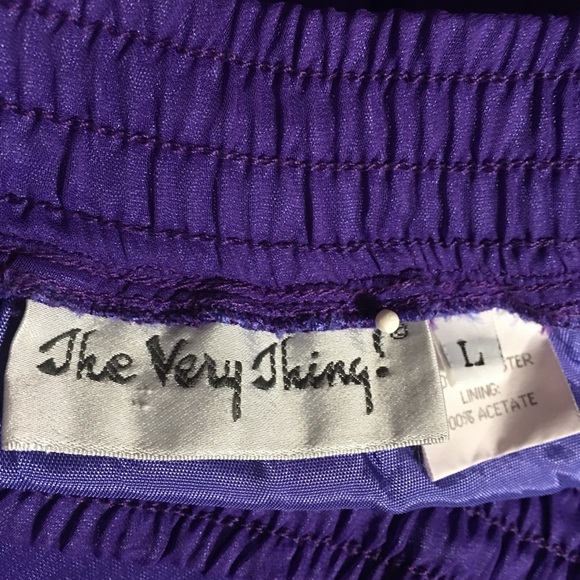 The Very Thing! ®
L
LINING:
100% ACETATE